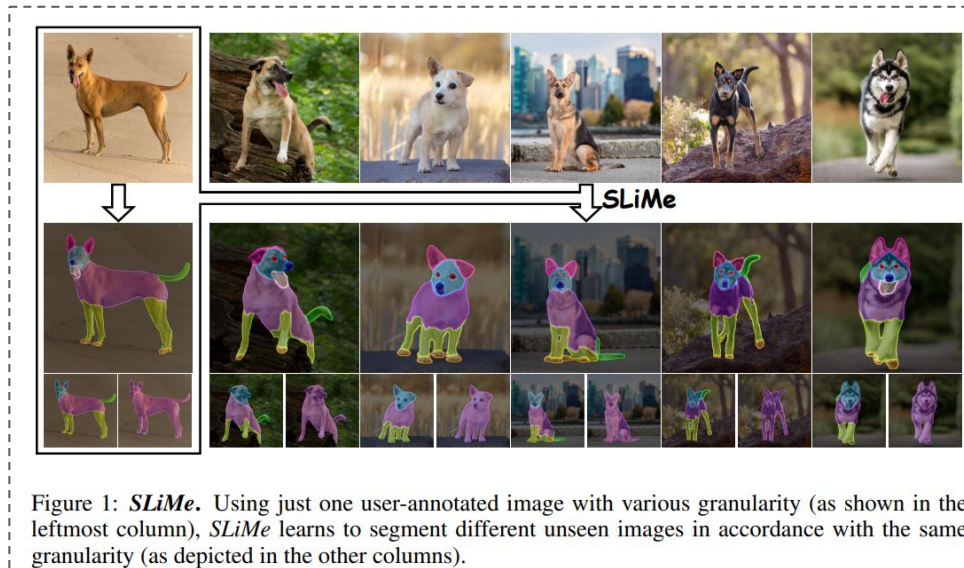 SLiMe
Figure 1: SLiMe. Using just one user-annotated image with various granularity (as shown in the
leftmost column), SLiMe learns to segment different unseen images in accordance with the same
granularity (as depicted in the other columns).